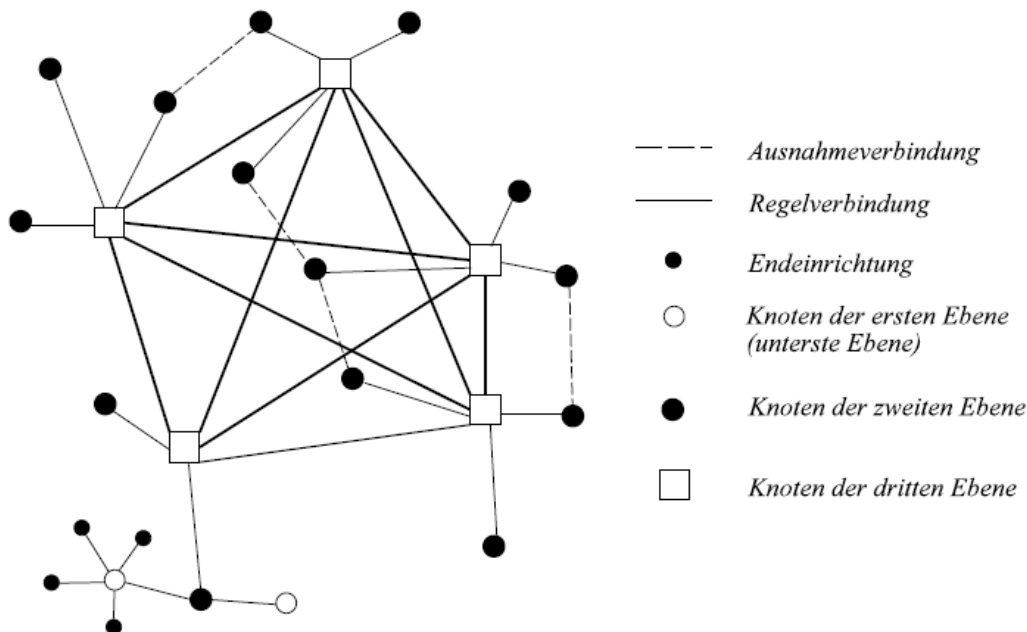 Ausnahmeverbindung
Regelverbindung
Endeinrichtung
Knoten der ersten Ebene
(unterste Ebene)
Knoten der zweiten Ebene
Knoten der dritten Ebene